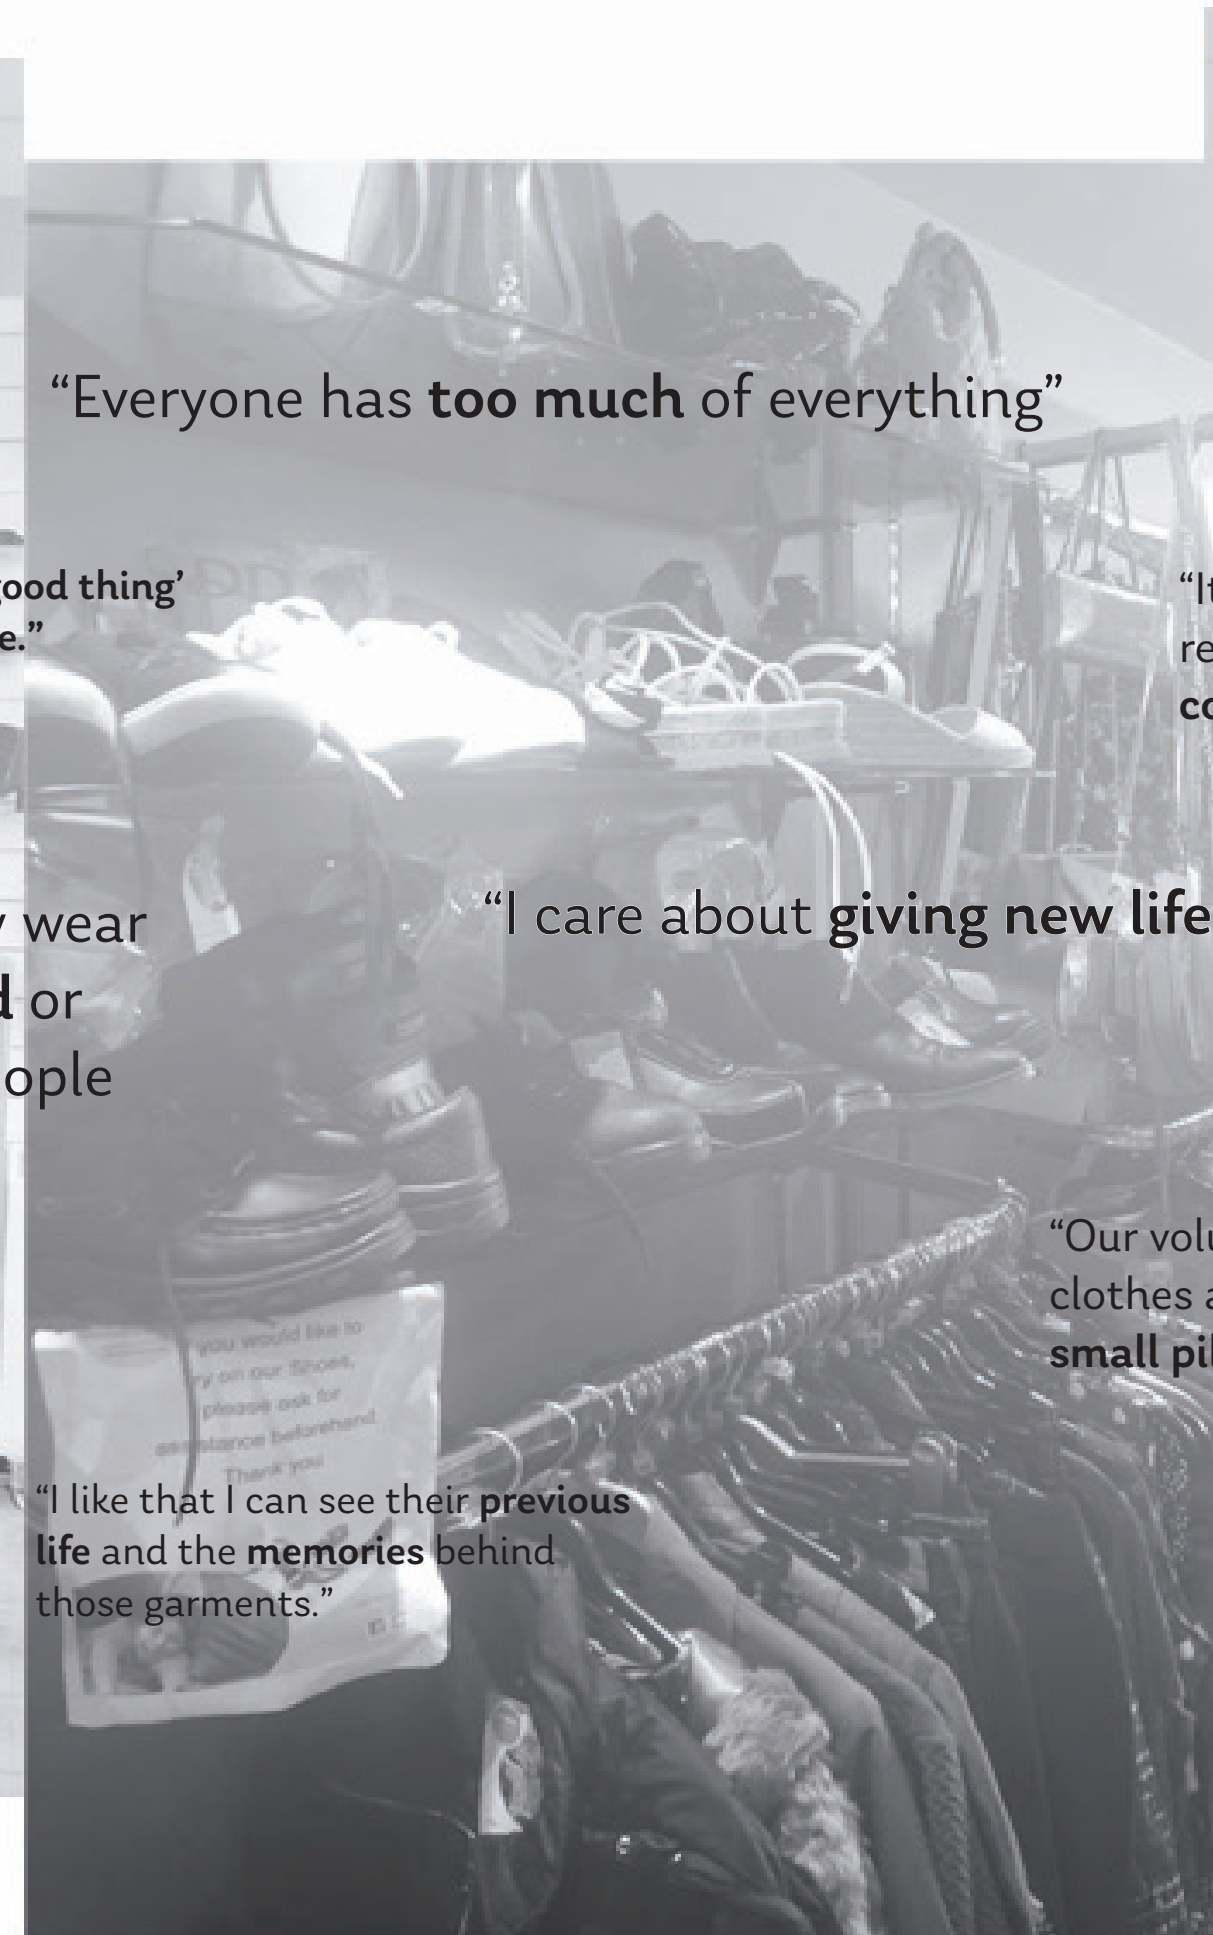 “Everyone has too much of everything”
good thing’
e.”
“It
re
co
“I care about giving new life
y wear
d or
ople
“Our volu
clothes a
small pil
you would like to
ry on our Shoes,
please ask for
assistance beforehand.
Thank you
“I like that I can see their previous
life and the memories behind
those garments.”